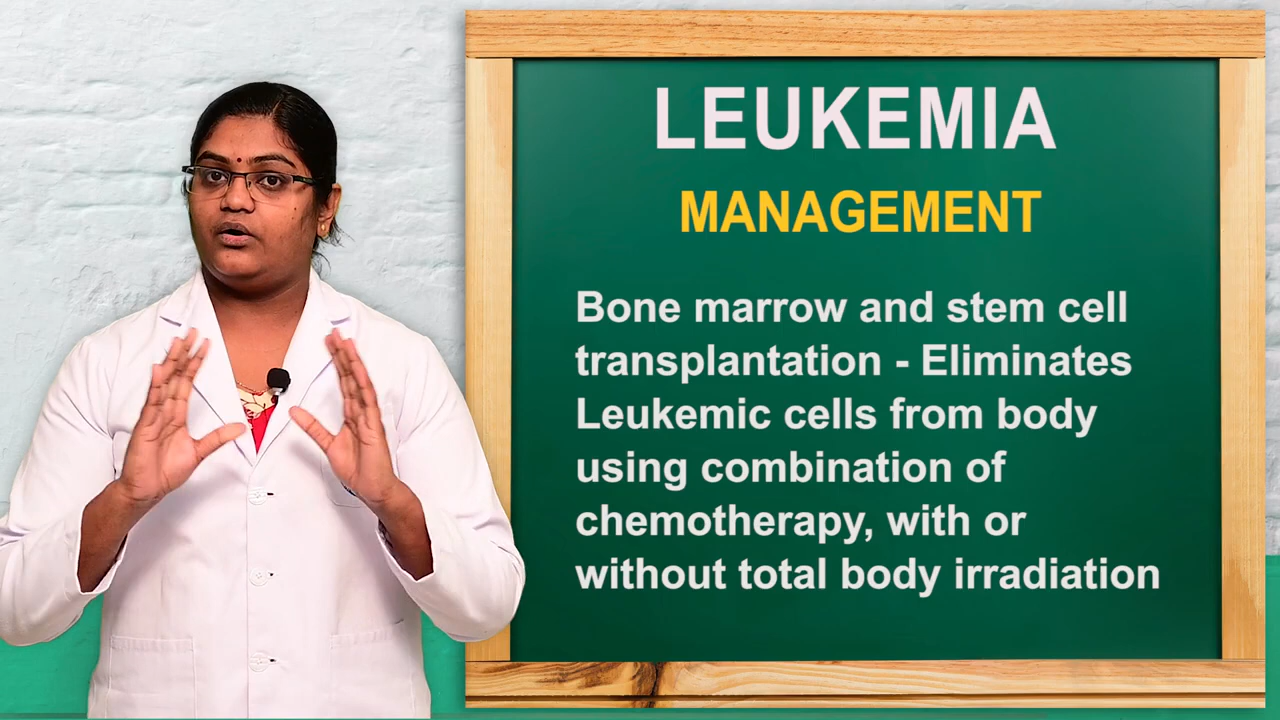 LEUKEMIA
MANAGEMENT
Bone marrow and stem cell
transplantation - Eliminates
Leukemic cells from body
using combination of
chemotherapy, with or
without total body irradiation